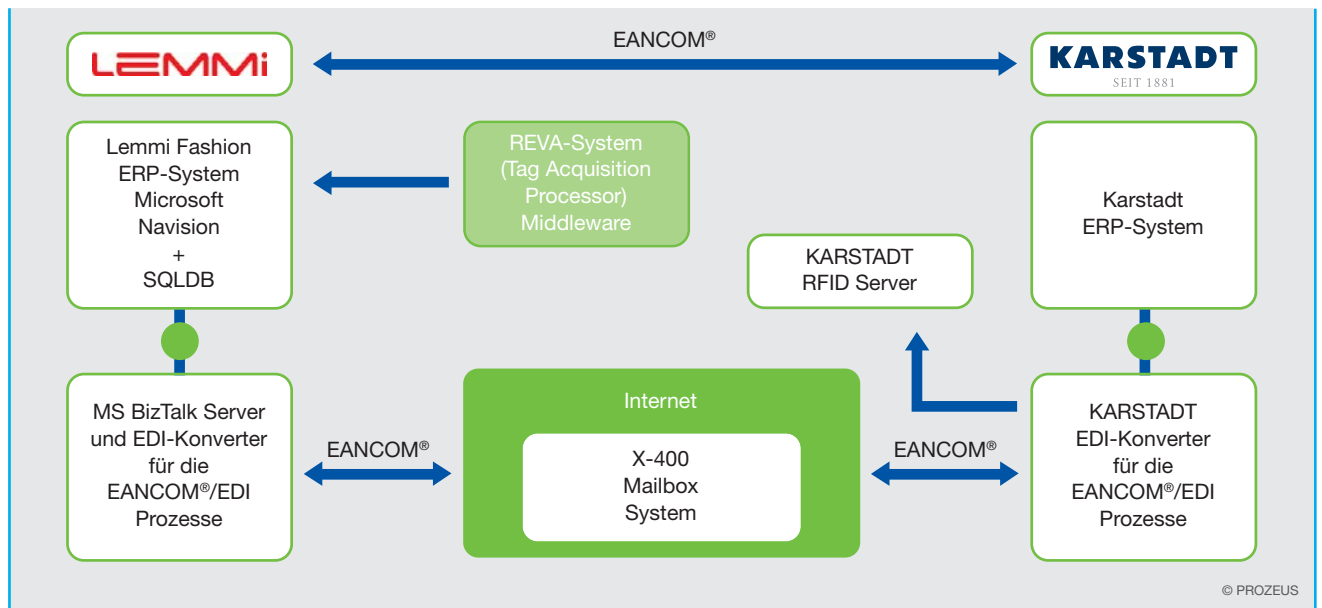 EANCOM®
LEMMi
KARSTADT
SEIT 1881
Lemmi Fashion
ERP-System
Microsoft
Navision
+
SQLDB
REVA-System
(Tag Acquisition
Processor)
Middleware
Karstadt
ERP-System
KARSTADT
RFID Server
MS BizTalk Server
und EDI-Konverter
für die
EANCOM®/EDI
Prozesse
EANCOM®
Internet
X-400
Mailbox
System
EANCOM®
KARSTADT
EDI-Konverter
für die
EANCOM®/EDI
Prozesse
© PROZEUS